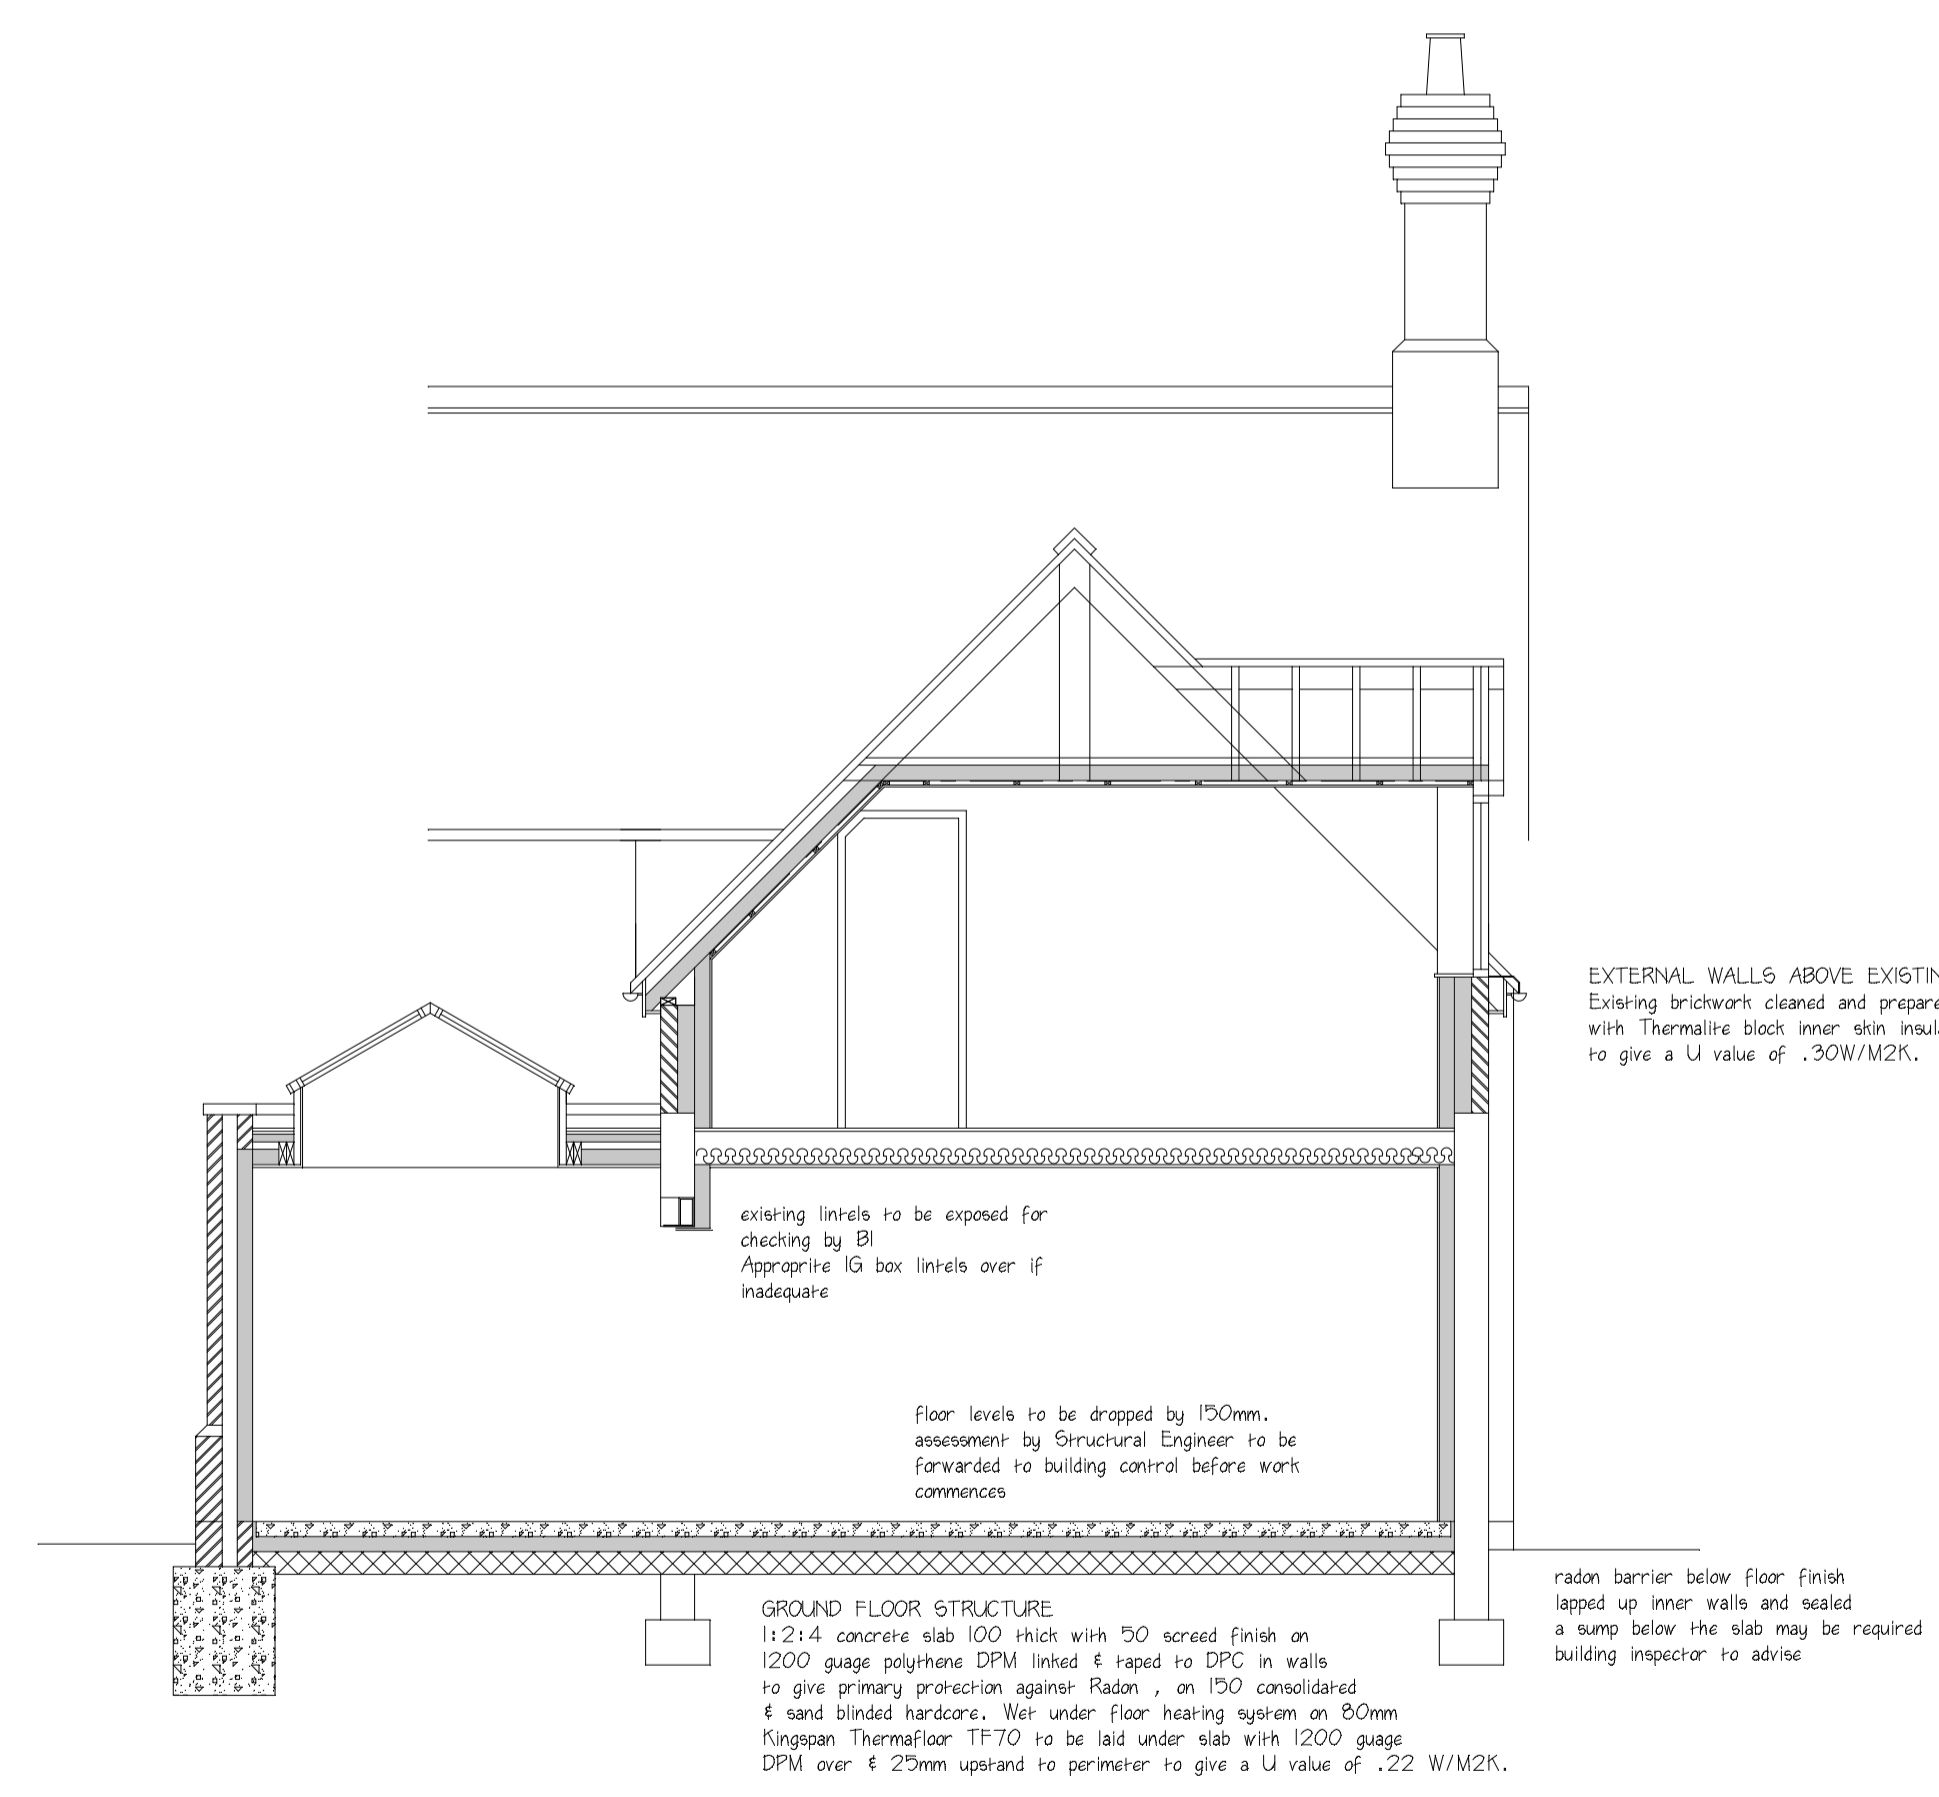 EXTERNAL WALLS ABOVE EXISTIN
Existing brickwork cleaned and prepare
with Thermalite block inner skin insul
to give a U value of .30W/M2K.
existing lintels to be exposed for
checking by BI
Approprite IG box lintels over if
inadequate
floor levels to be dropped by 150mm.
assessment by Structural Engineer to be
forwarded to building control before work
commences
radon barrier below floor finish
lapped up inner walls and sealed
a sump below the slab may be required
building inspector to advise
GROUND FLOOR STRUCTURE
1:2:4 concrete slab 100 thick with 50 screed finish on
1200 guage polythene DPM linked & taped to DPC in walls
to give primary protection against Radon , on 150 consolidated
& sand blinded hardcore. Wet under floor heating system on 80mm
Kingspan Thermafloor TF70 to be laid under slab with 1200 guage
DPM over & 25mm upstand to perimeter to give a U value of .22 W/M2K.